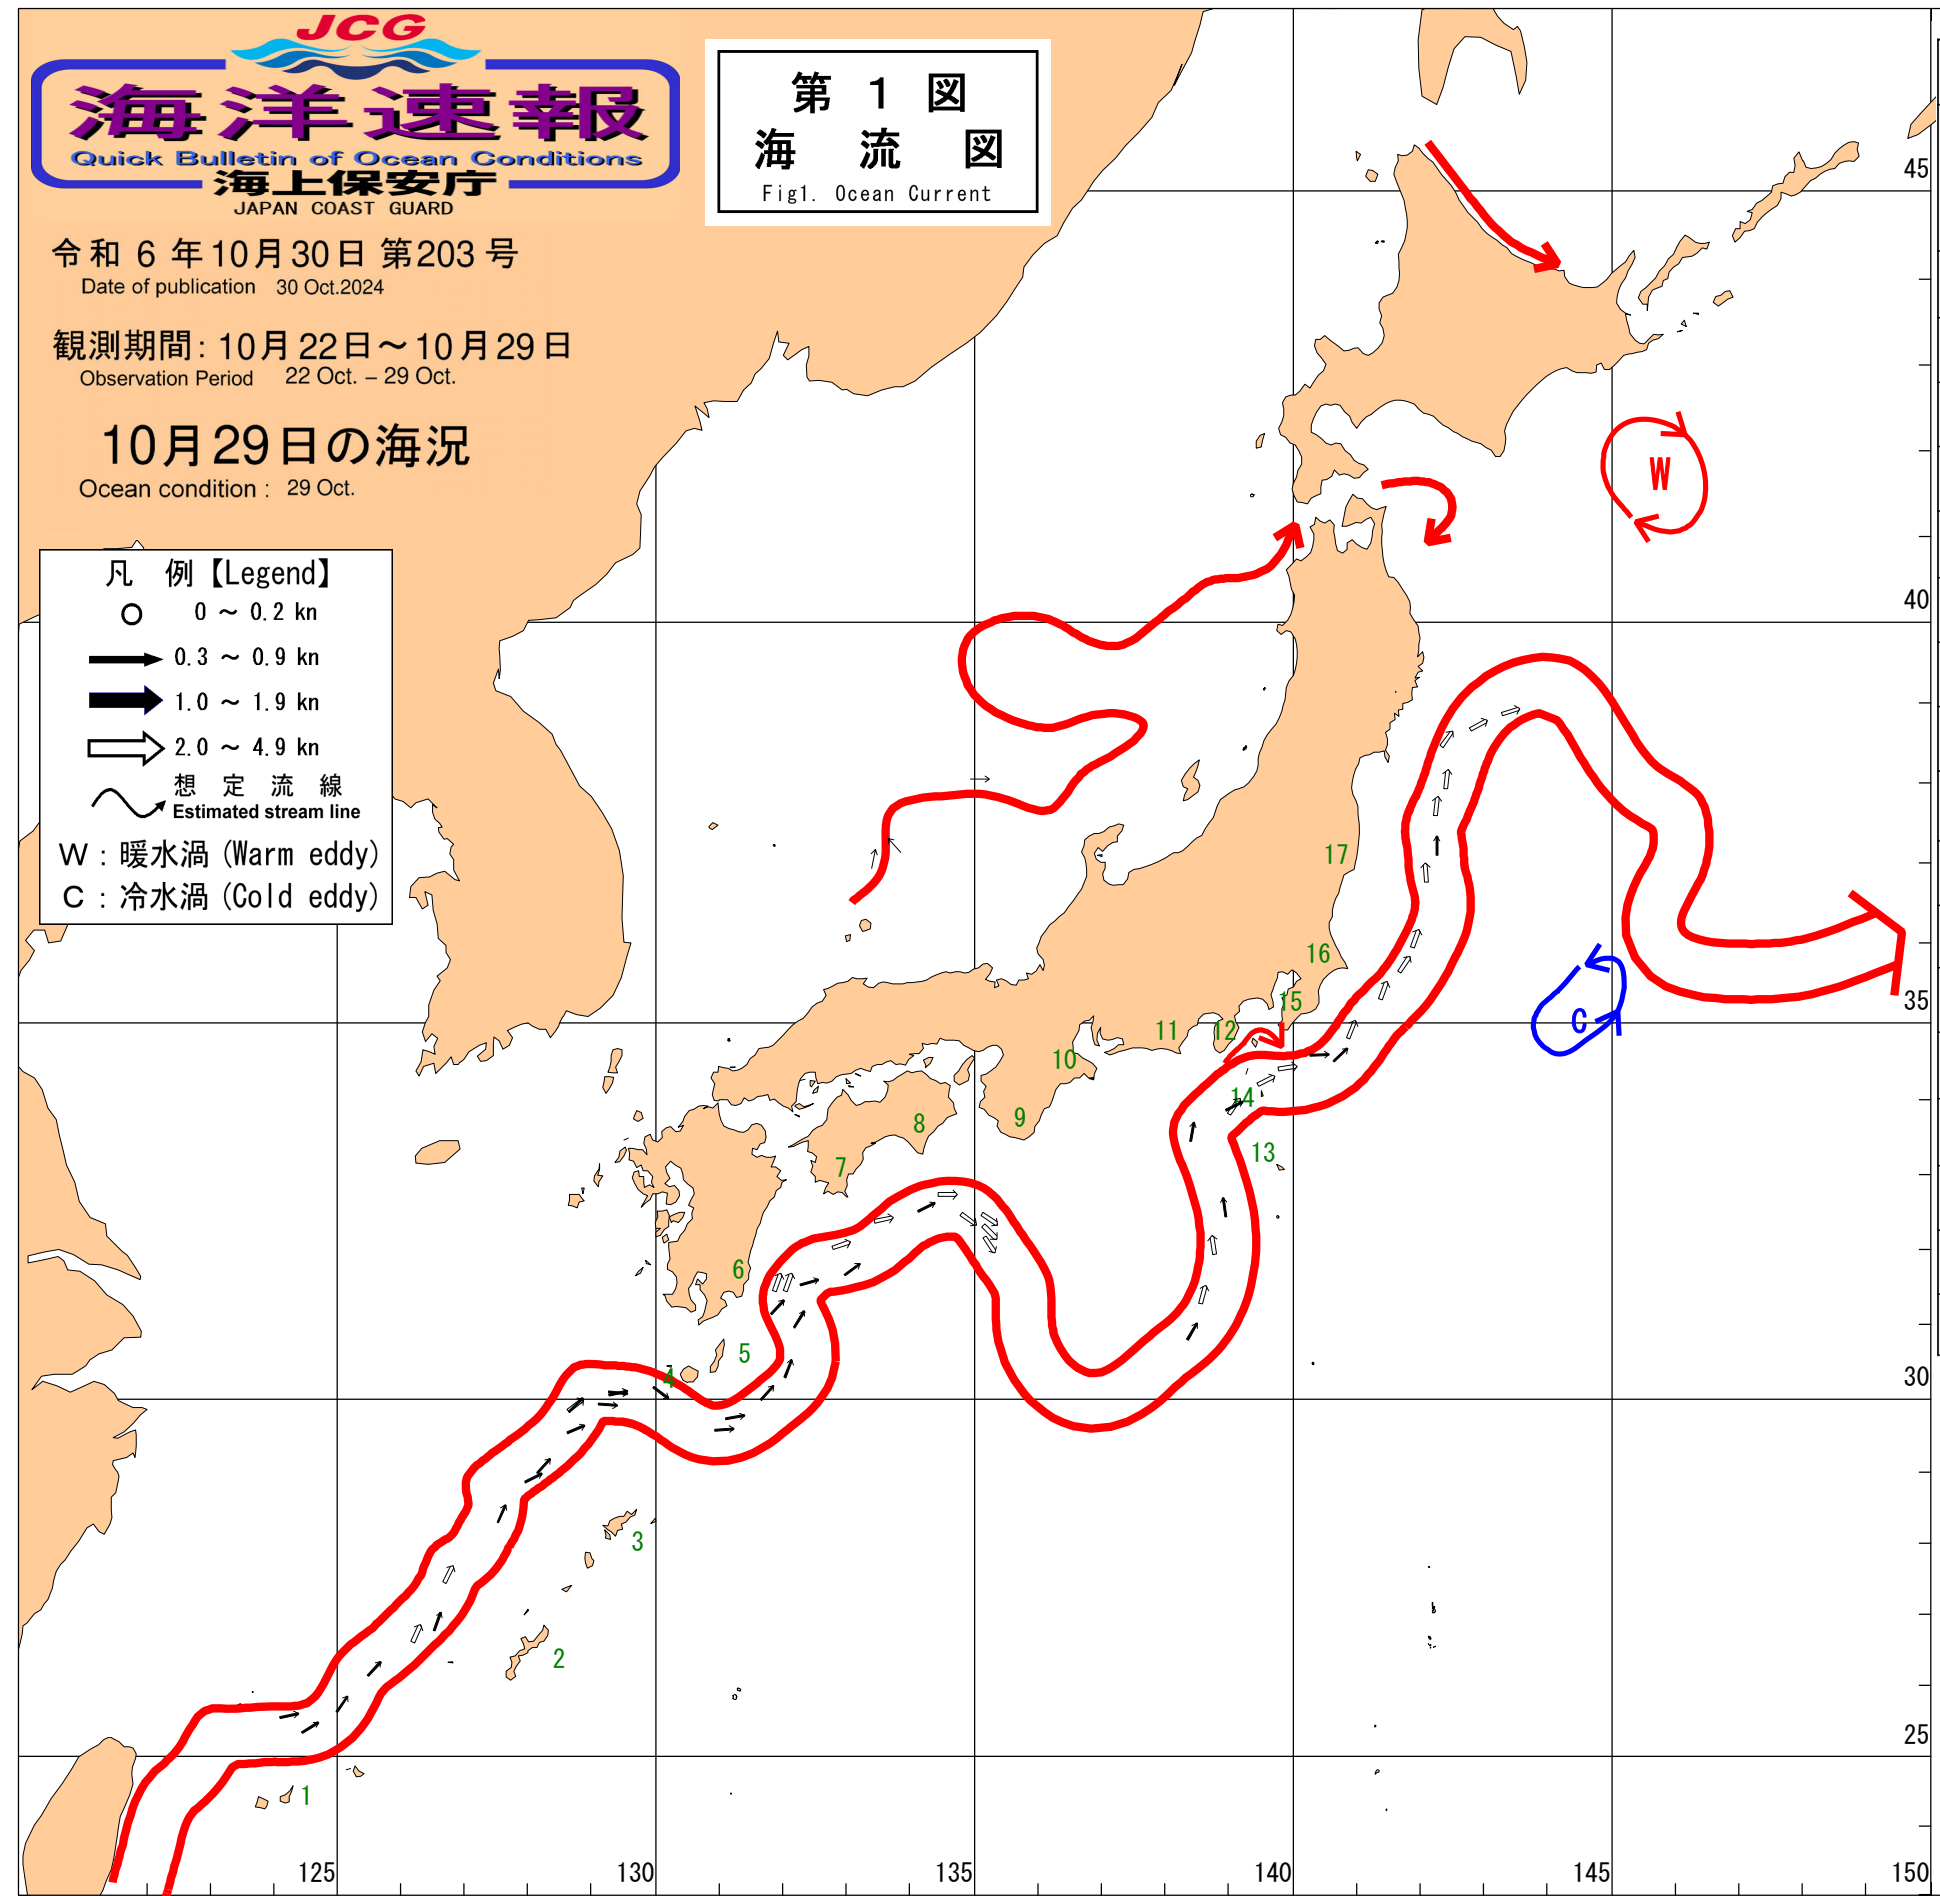 JCG
海洋速報
Quick Bulletin of Ocean Conditions
海上保安庁
JAPAN COAST GUARD
第 1 図
海 流 図
Fig1. Ocean Current
令和 6 年10月30日 第203号
Date of publication 30 Oct.2024
観測期間: 10月22日～10月29日
Observation Period 22 Oct. – 29 Oct.
10月29日の海況
Ocean condition : 29 Oct.
凡 例【Legend】
0 ～ 0.2 kn
0.3 ～ 0.9 kn
1.0 ～ 1.9 kn
2.0 ～ 4.9 kn
想 定 流 線
Estimated stream line
W : 暖水渦 (Warm eddy)
C : 冷水渦 (Cold eddy)
45
W
40
17
16
15
35
C
12
11
10
14
9
8
13
7
6
5
4
30
3
2
25
1
125
130
135
140
145
150